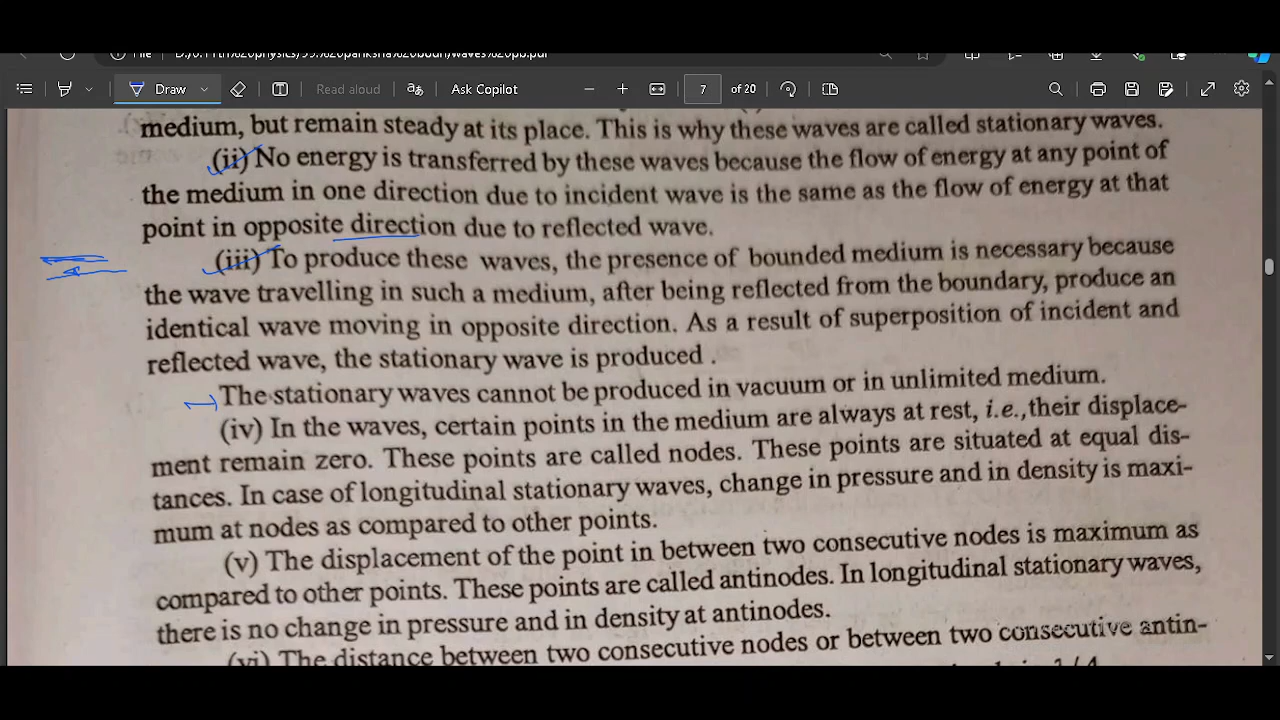 File
D:/0.11th%20physics/99.%20pariksha%20bodh/waves%20pb.pdf
Draw
Read aloud
Ask Copilot
7
of 20
medium, but remain steady at its place. This is why these waves are called stationary waves.
(ii) No energy is transferred by these waves because the flow of energy at any point of
the medium in one direction due to incident wave is the same as the flow of energy at that
point in opposite direction due to reflected wave.
(iii) To produce these waves, the presence of bounded medium is necessary because
the wave travelling in such a medium, after being reflected from the boundary, produce an
identical wave moving in opposite direction. As a result of superposition of incident and
reflected wave, the stationary wave is produced .
The stationary waves cannot be produced in vacuum or in unlimited medium.
(iv) In the waves, certain points in the medium are always at rest, i.e., their displace-
ment remain zero. These points are called nodes. These points are situated at equal dis-
tances. In case of longitudinal stationary waves, change in pressure and in density is maxi-
mum at nodes as compared to other points.
(v) The displacement of the point in between two consecutive nodes is maximum as
compared to other points. These points are called antinodes. In longitudinal stationary waves,
there is no change in pressure and in density at antinodes.
(vi) The distance between two consecutive nodes or between two consecutive antin-